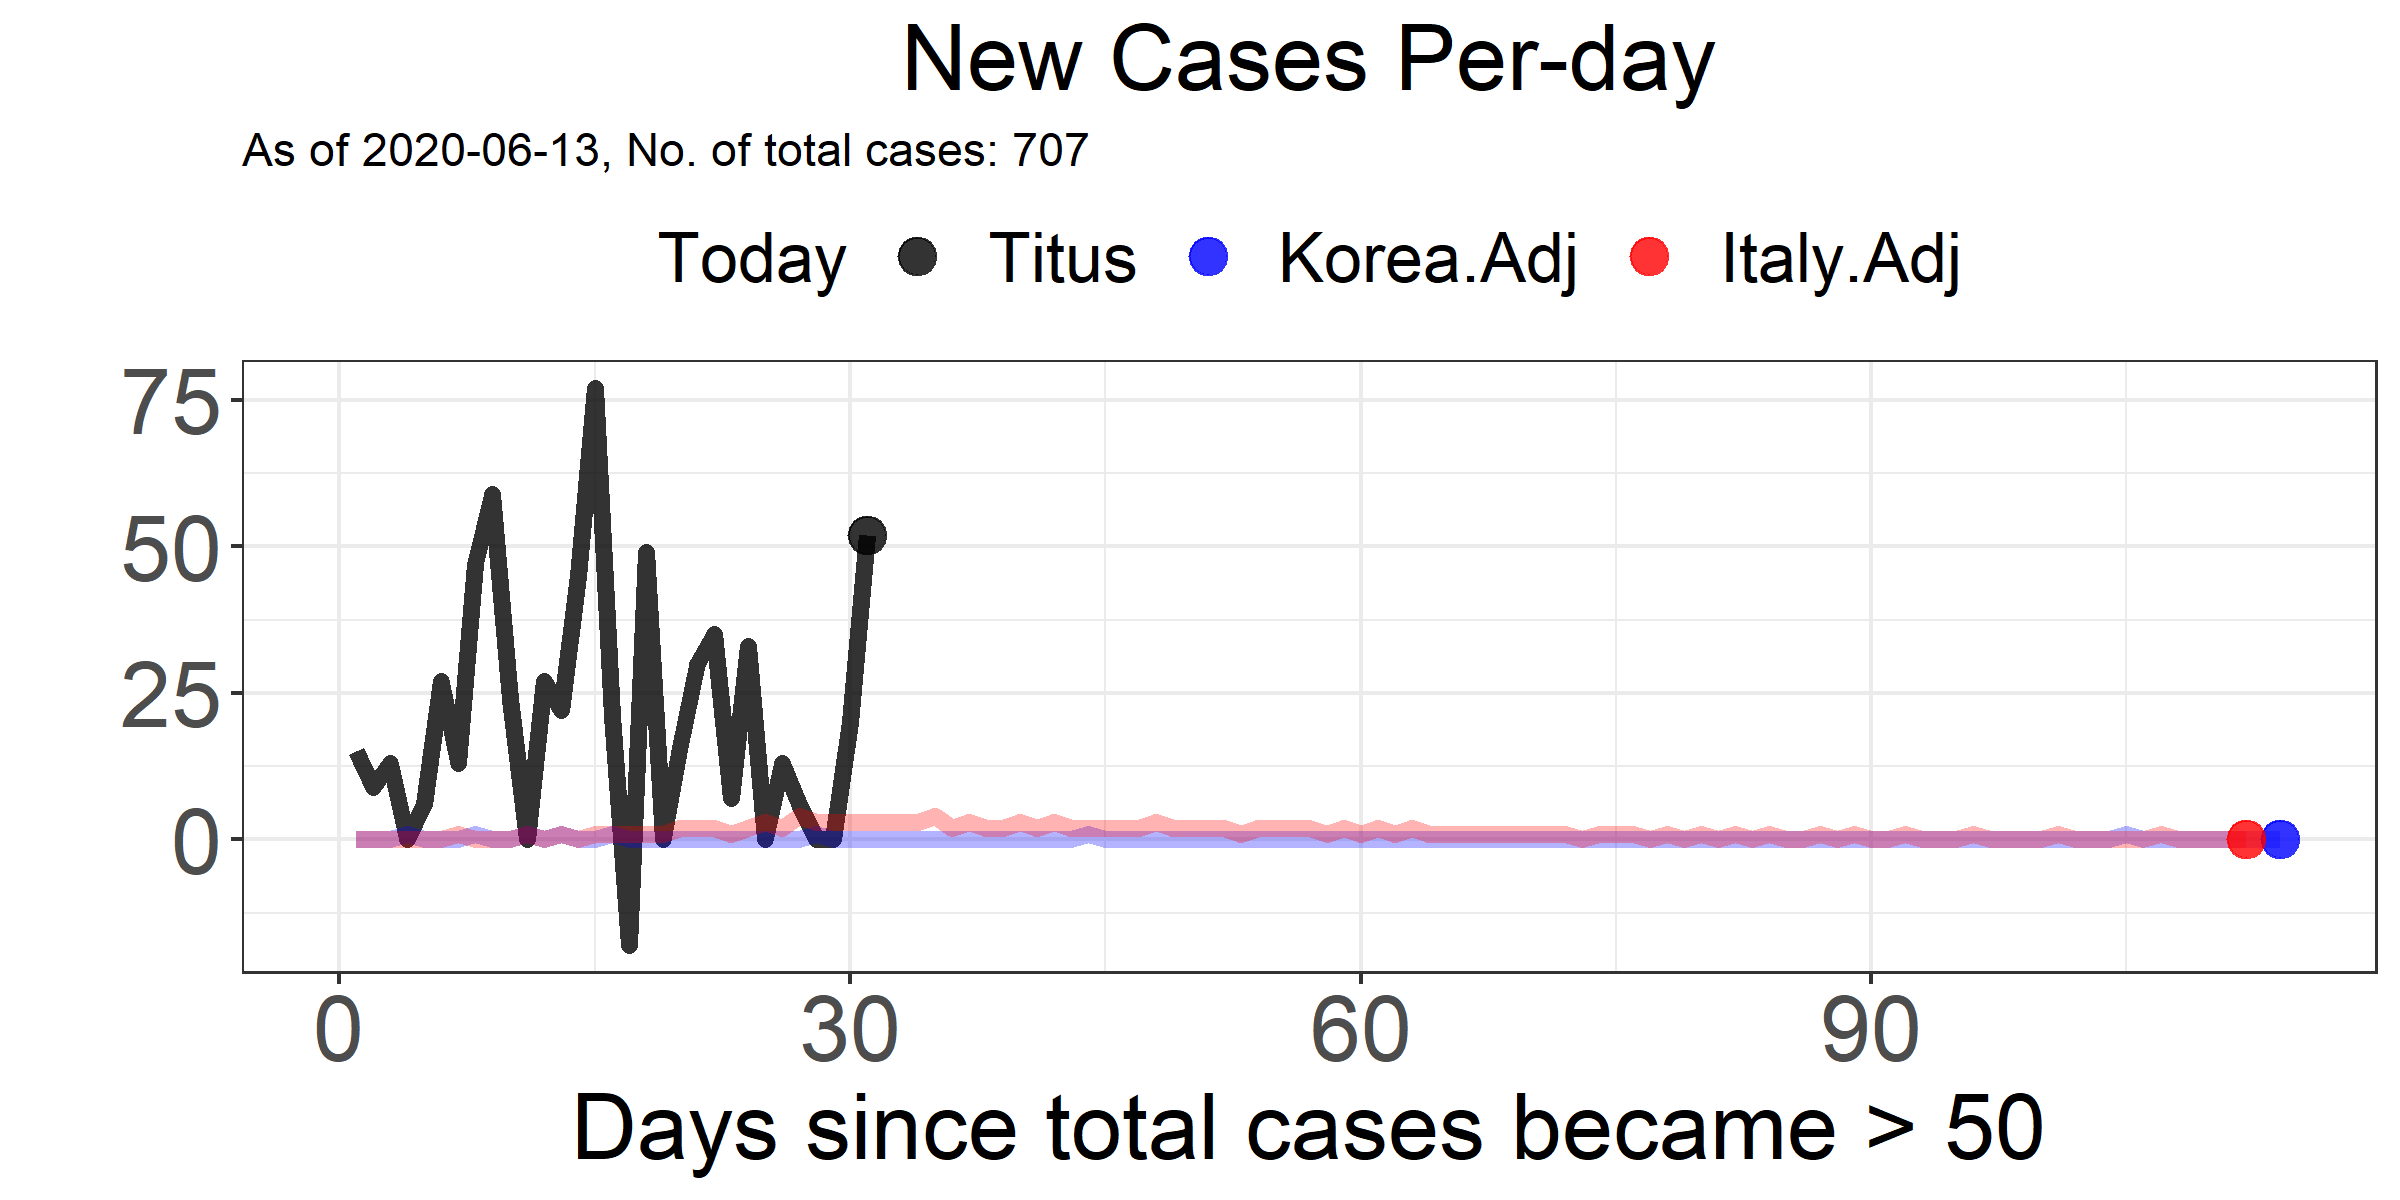 New Cases Per-day
As of 2020-06-13, No. of total cases: 707
Today Titus Korea.Adj Italy.Adj
75
50
25
0
0 30 60 90
Days since total cases became > 50